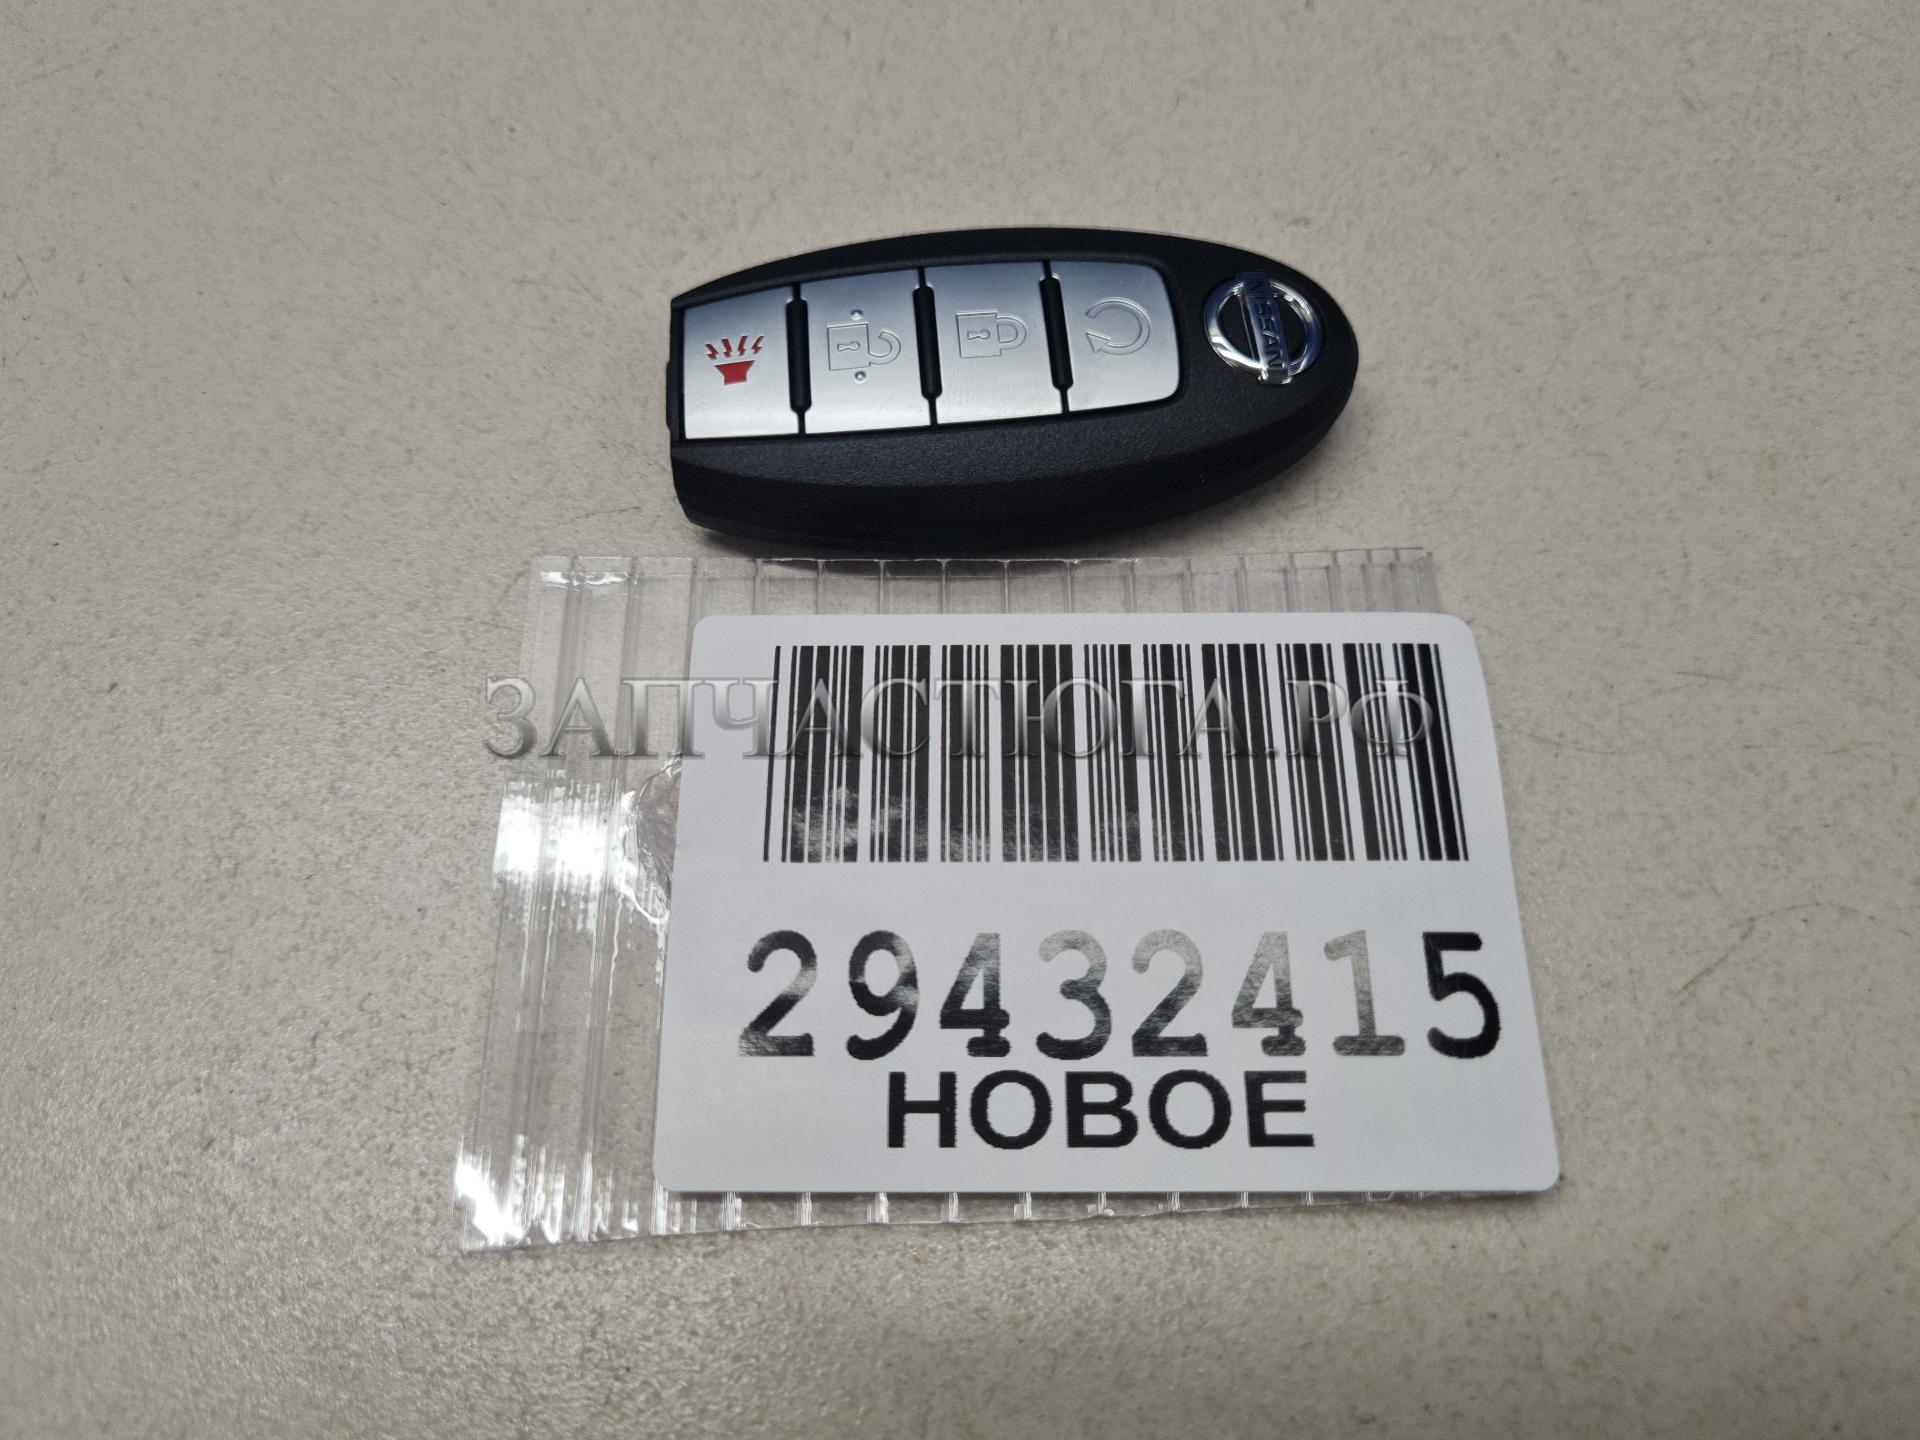 NISSAN
ЗАПЧАСТЮГА.РФ
29432415
НОВОЕ